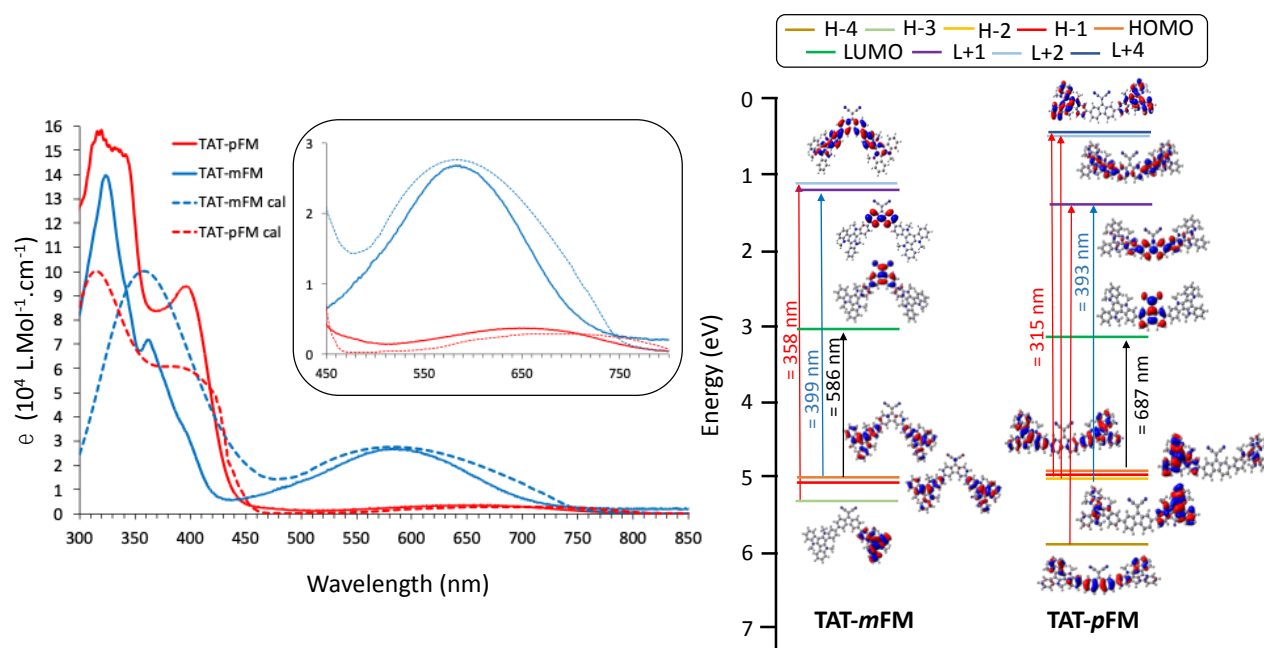 H-4 H-3 H-2 H-1 HOMO
LUMO L+1 L+2 L+4
16
15
14
13
12
11
10
9
8
7
6
5
4
3
2
1
0
e (10⁴ L.Mol⁻¹.cm⁻¹)
300 350 400 450 500 550 600 650 700 750 800 850
Wavelength (nm)
TAT-pFM
TAT-mFM
TAT-mFM cal
TAT-pFM cal
3
2
1
0
450 550 650 750
0
1
2
3
4
5
6
7
Energy (eV)
= 358 nm
= 399 nm
= 586 nm
= 315 nm
= 393 nm
= 687 nm
TAT-mFM TAT-pFM